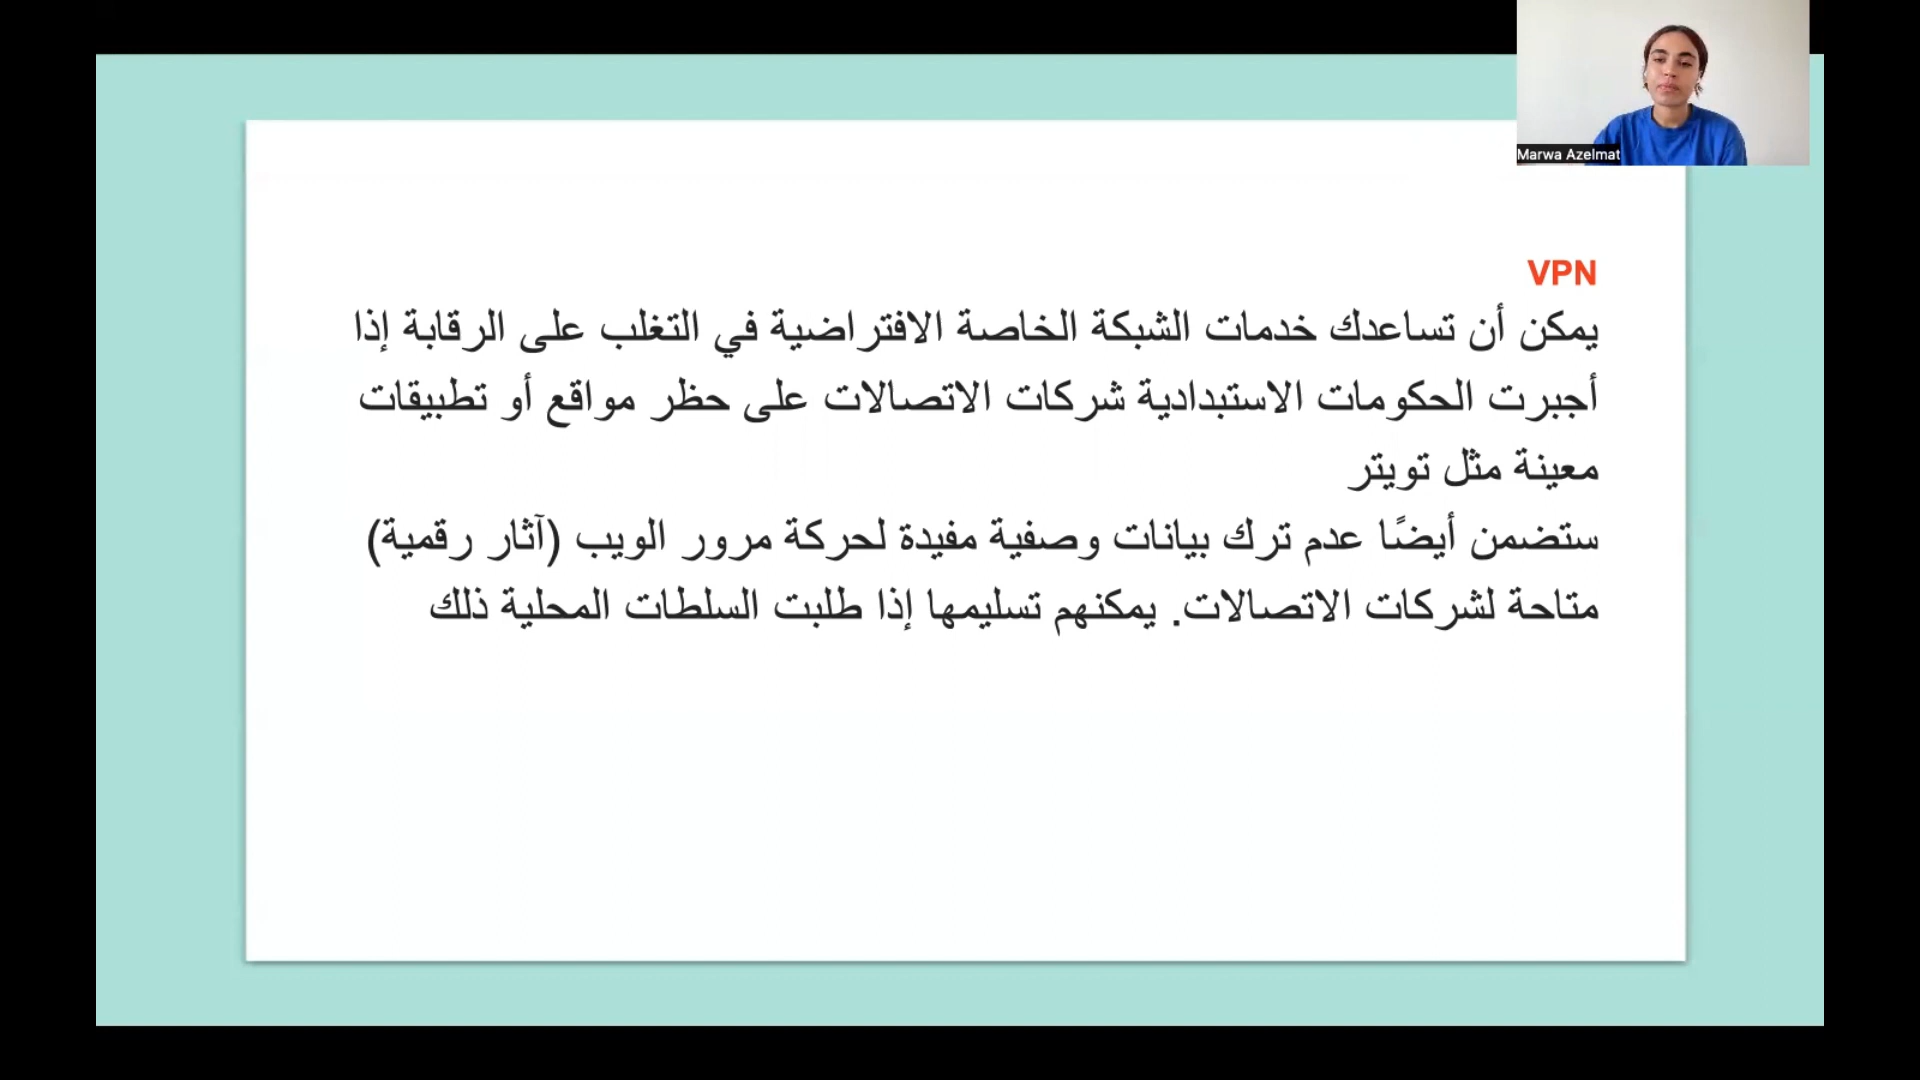 Marwa Azelmat
VPN
يمكن أن تساعدك خدمات الشبكة الخاصة الافتراضية في التغلب على الرقابة إذا
أجبرت الحكومات الاستبدادية شركات الاتصالات على حظر مواقع أو تطبيقات
معينة مثل تويتر
ستضمن أيضًا عدم ترك بيانات وصفية مفيدة لحركة مرور الويب (آثار رقمية)
متاحة لشركات الاتصالات. يمكنهم تسليمها إذا طلبت السلطات المحلية ذلك